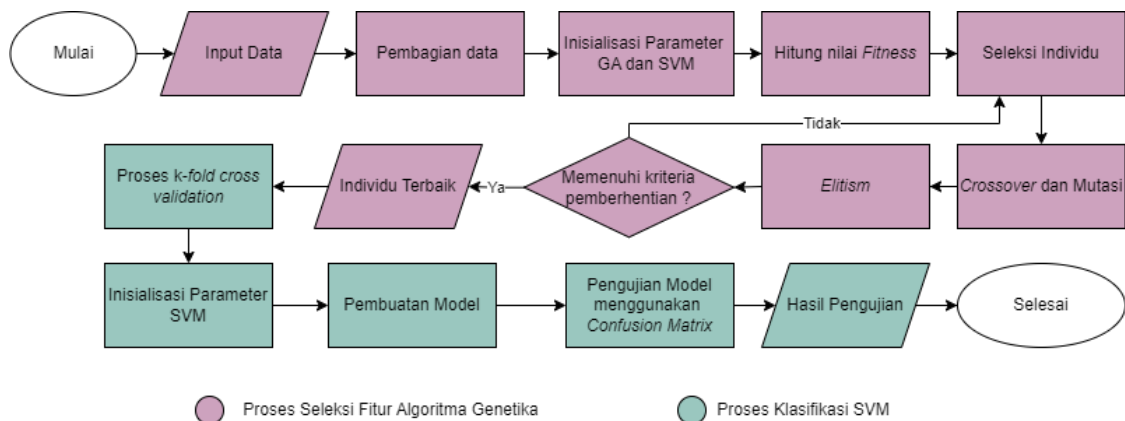 Mulai
Input Data
Pembagian data
Inisialisasi Parameter
GA dan SVM
Hitung nilai Fitness
Seleksi Individu
Tidak
Proses k-fold cross
validation
Individu Terbaik
Ya
Memenuhi kriteria
pemberhentian ?
Elitism
Crossover dan Mutasi
Inisialisasi Parameter
SVM
Pembuatan Model
Pengujian Model
menggunakan
Confusion Matrix
Hasil Pengujian
Selesai
Proses Seleksi Fitur Algoritma Genetika
Proses Klasifikasi SVM